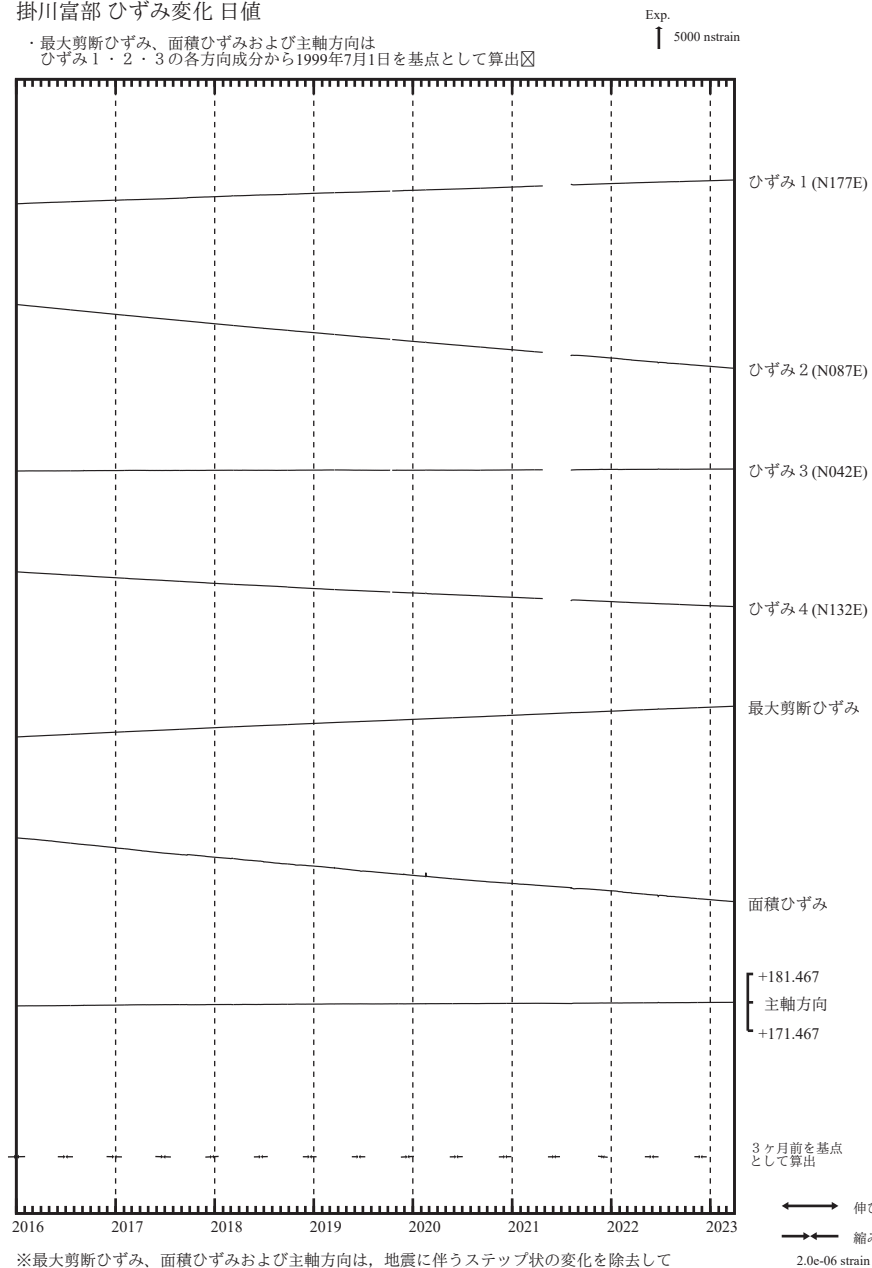 掛川富部 ひずみ変化 日値
・最大剪断ひずみ、面積ひずみおよび主軸方向は
ひずみ１・２・３の各方向成分から1999年7月1日を基点として算出
Exp.
5000 nstrain
ひずみ１(N177E)
ひずみ２(N087E)
ひずみ３(N042E)
ひずみ４(N132E)
最大剪断ひずみ
面積ひずみ
+181.467
主軸方向
+171.467
３ヶ月前を基点
として算出
2016 2017 2018 2019 2020 2021 2022 2023
伸び
縮み
2.0e-06 strain
※最大剪断ひずみ、面積ひずみおよび主軸方向は，地震に伴うステップ状の変化を除去して